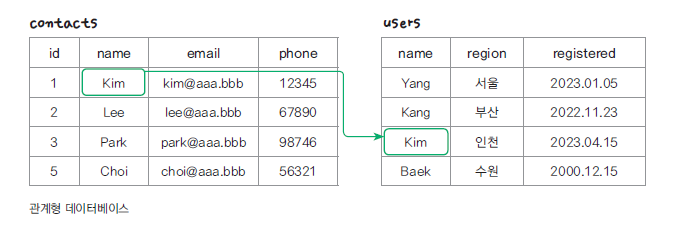 contacts
id name email phone
1 Kim kim@aaa.bbb 12345
2 Lee lee@aaa.bbb 67890
3 Park park@aaa.bbb 98746
5 Choi choi@aaa.bbb 56321
users
name region registered
Yang 서울 2023.01.05
Kang 부산 2022.11.23
Kim 인천 2023.04.15
Baek 수원 2000.12.15
관계형 데이터베이스